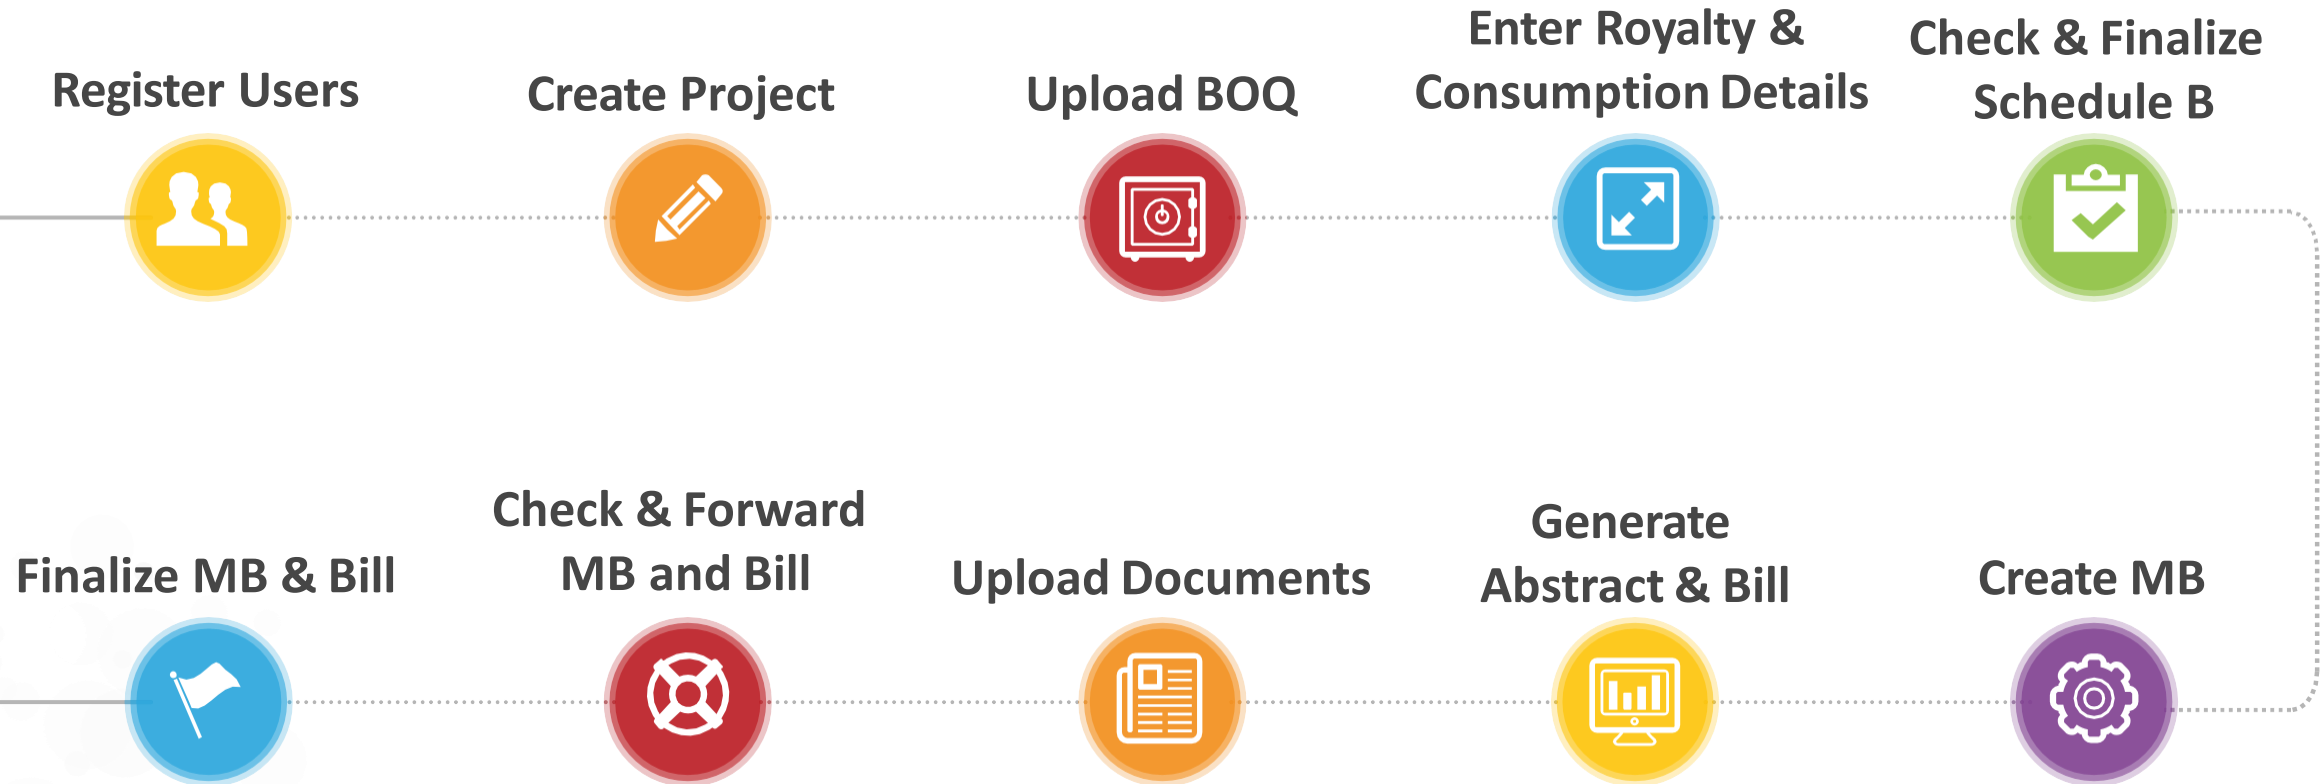 Register Users
Create Project
Upload BOQ
Enter Royalty &
Consumption Details
Check & Finalize
Schedule B
Finalize MB & Bill
Check & Forward
MB and Bill
Upload Documents
Generate
Abstract & Bill
Create MB